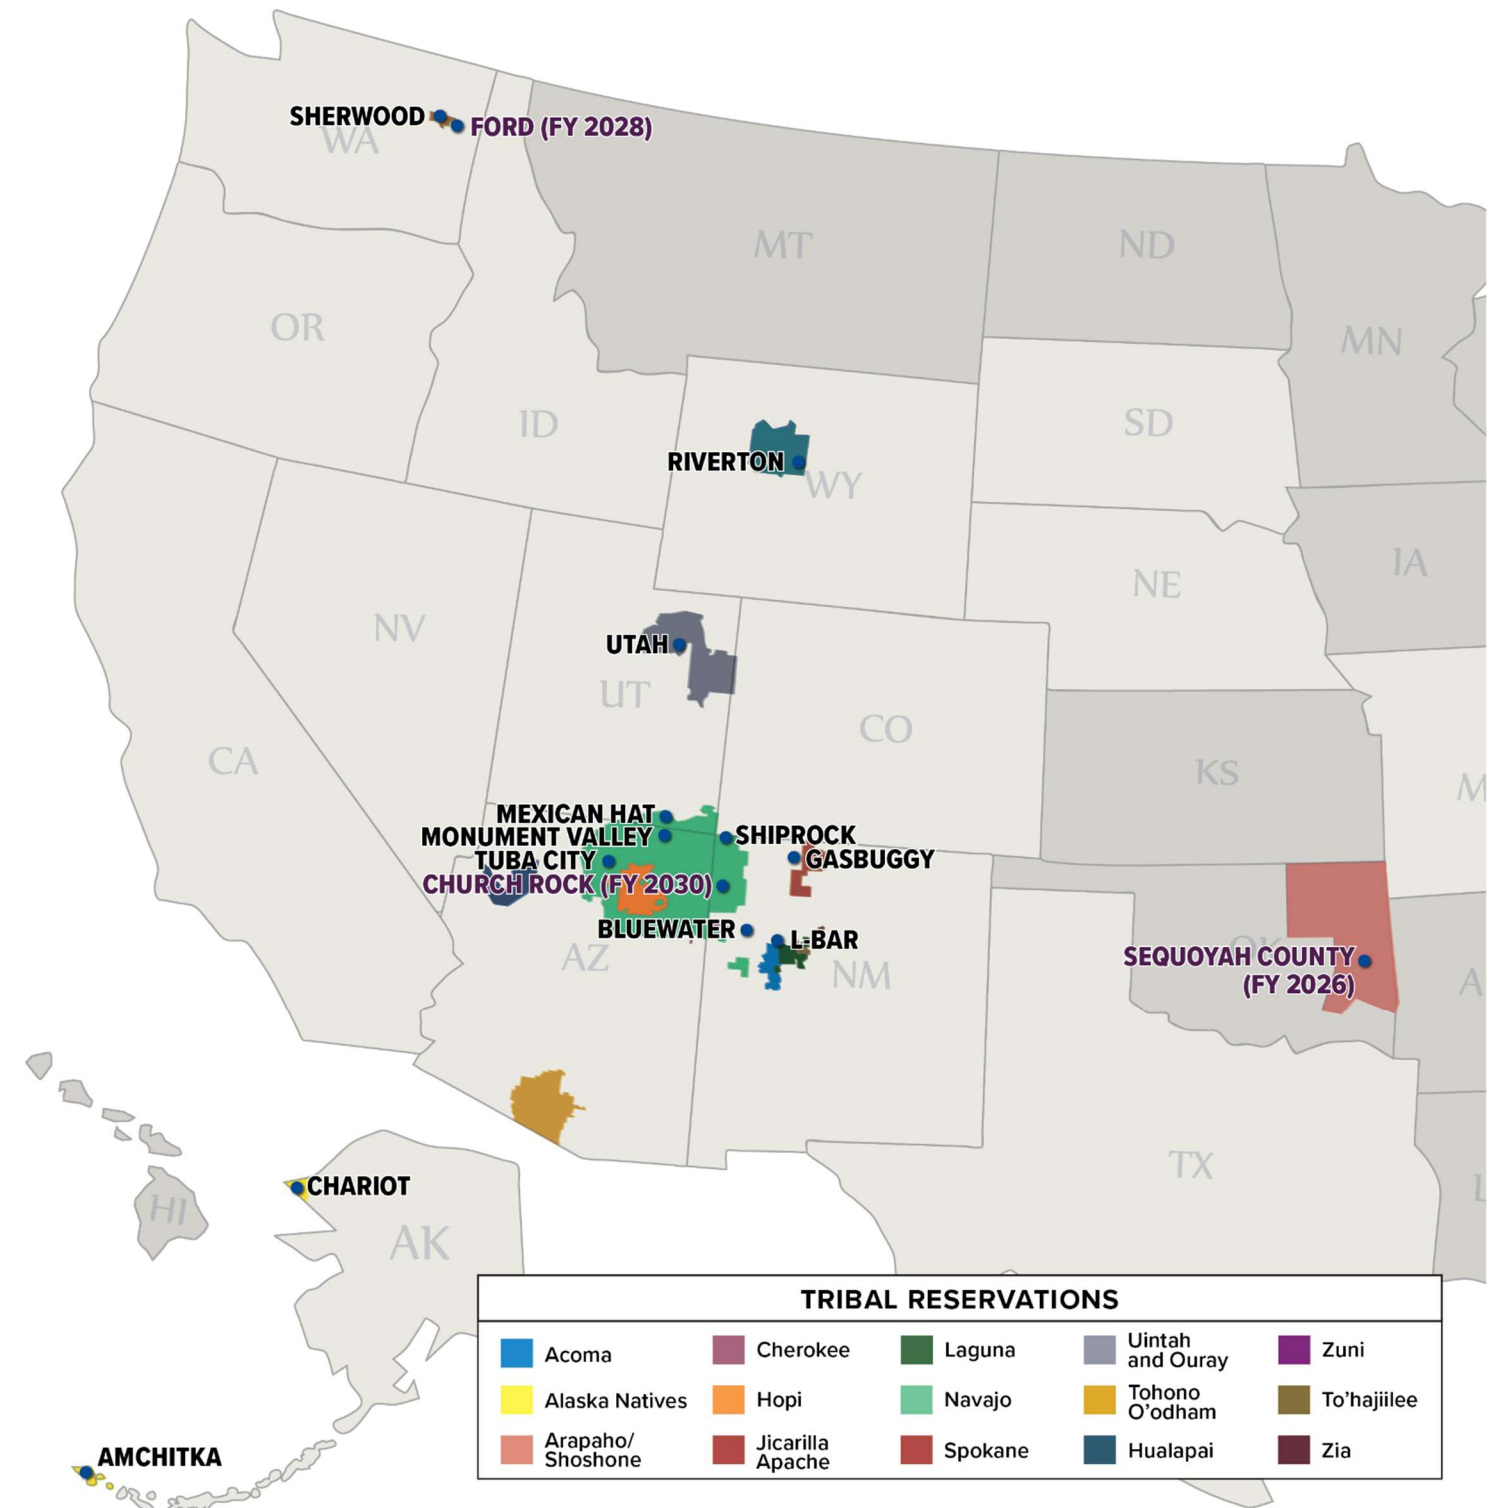 SHERWOOD
FORD (FY 2028)
WA
MT
ND
MN
OR
ID
SD
RIVERTON
WY
IA
NE
NV
UTAH
UT
CO
CA
KS
M
MEXICAN HAT
MONUMENT VALLEY
SHIPROCK
TUBA CITY
GASBUGGY
CHURCH ROCK (FY 2030)
BLUEWATER
L-BAR
AZ
NM
OK
SEQUOYAH COUNTY
(FY 2026)
A
TX
CHARIOT
HI
AK
L
AMCHITKA
TRIBAL RESERVATIONS
Acoma
Alaska Natives
Arapaho/
Shoshone
Cherokee
Hopi
Jicarilla
Apache
Laguna
Navajo
Spokane
Uintah
and Ouray
Tohono
O'odham
Hualapai
Zuni
To'hajiilee
Zia